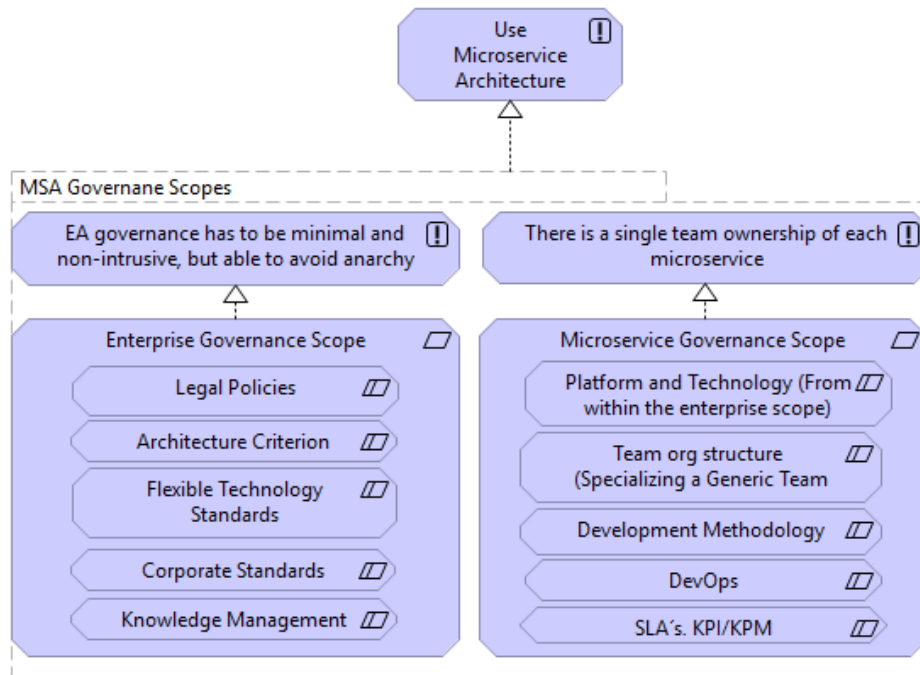 Use
Microservice
Architecture
MSA Governane Scopes
EA governance has to be minimal and
non-intrusive, but able to avoid anarchy
There is a single team ownership of each
microservice
Enterprise Governance Scope
Legal Policies
Architecture Criterion
Flexible Technology
Standards
Corporate Standards
Knowledge Management
Microservice Governance Scope
Platform and Technology (From
within the enterprise scope)
Team org structure
(Specializing a Generic Team
Development Methodology
DevOps
SLA´s. KPI/KPM